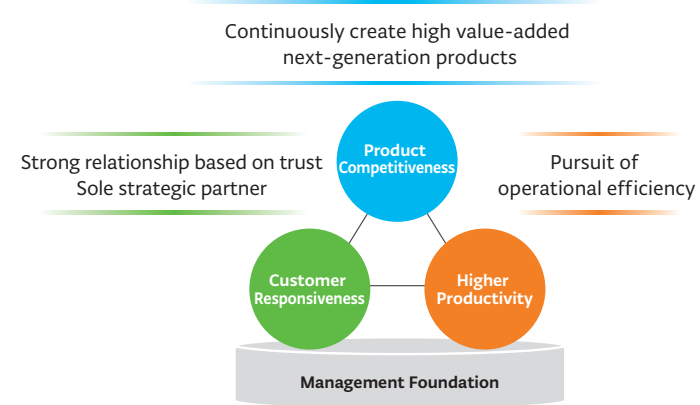 Continuously create high value-added
next-generation products
Product
Competitiveness
Strong relationship based on trust
Sole strategic partner
Pursuit of
operational efficiency
Customer
Responsiveness
Higher
Productivity
Management Foundation